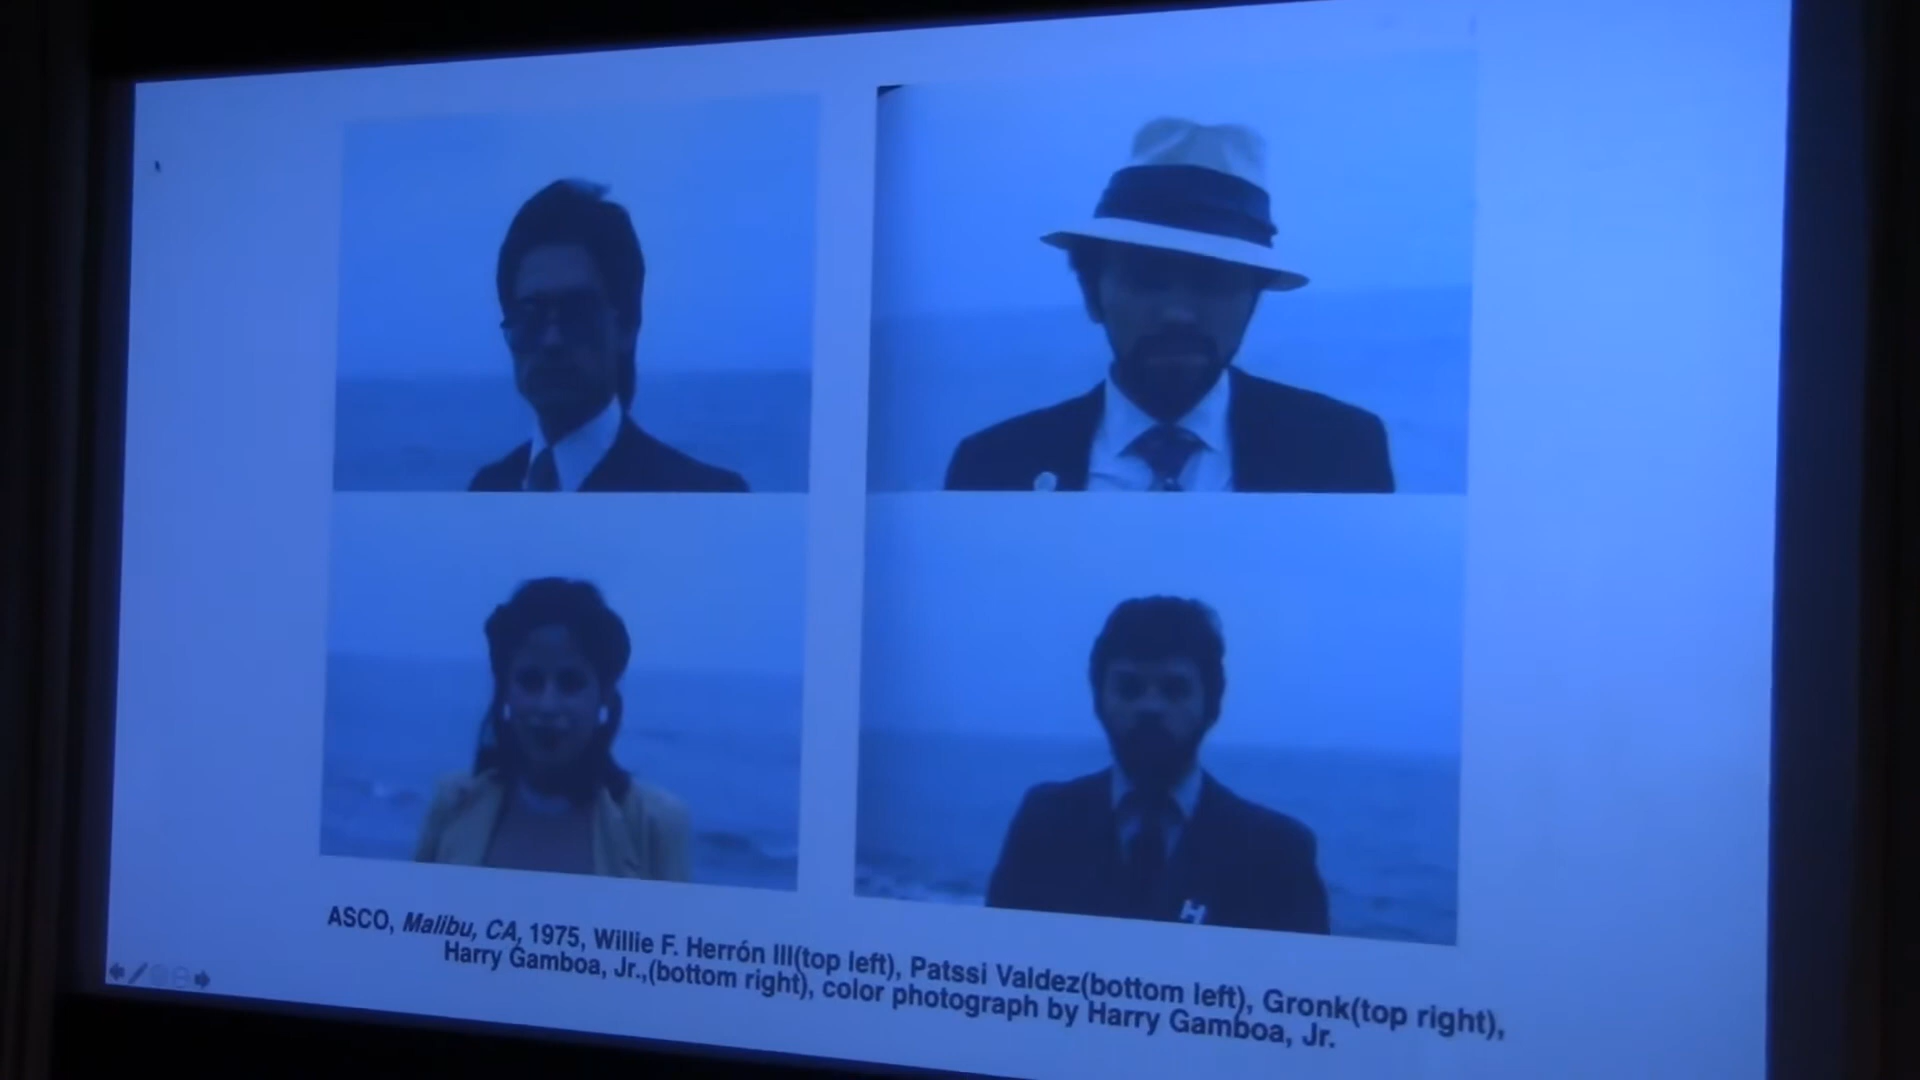 ASCO, Malibu, CA, 1975, Willie F. Herrón III(top left), Patssi Valdez(bottom left), Gronk(top right),
Harry Gamboa, Jr.,(bottom right), color photograph by Harry Gamboa, Jr.
H